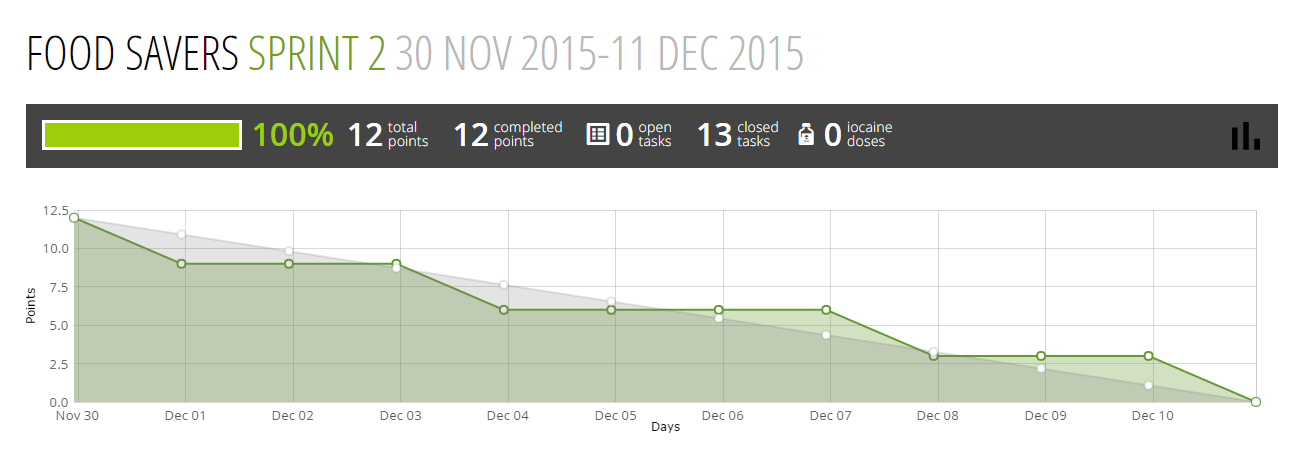 FOOD SAVERS SPRINT 2 30 NOV 2015-11 DEC 2015
100% 12 total points 12 completed points 0 open tasks 13 closed tasks 0 iocaine doses
12.5
10.0
7.5
5.0
2.5
0.0
Points
Nov 30 Dec 01 Dec 02 Dec 03 Dec 04 Dec 05 Dec 06 Dec 07 Dec 08 Dec 09 Dec 10
Days